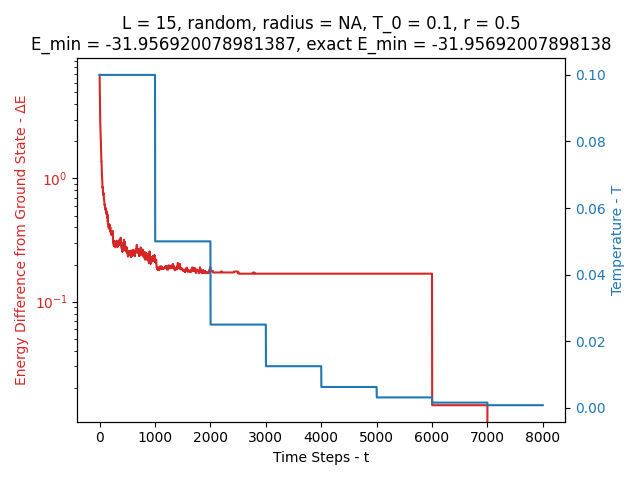 L = 15, random, radius = NA, T_0 = 0.1, r = 0.5
E_min = -31.956920078981387, exact E_min = -31.95692007898138
Energy Difference from Ground State - ΔE
10^0
10^-1
0.10
0.08
0.06
0.04
0.02
0.00
Temperature - T
0 1000 2000 3000 4000 5000 6000 7000 8000
Time Steps - t